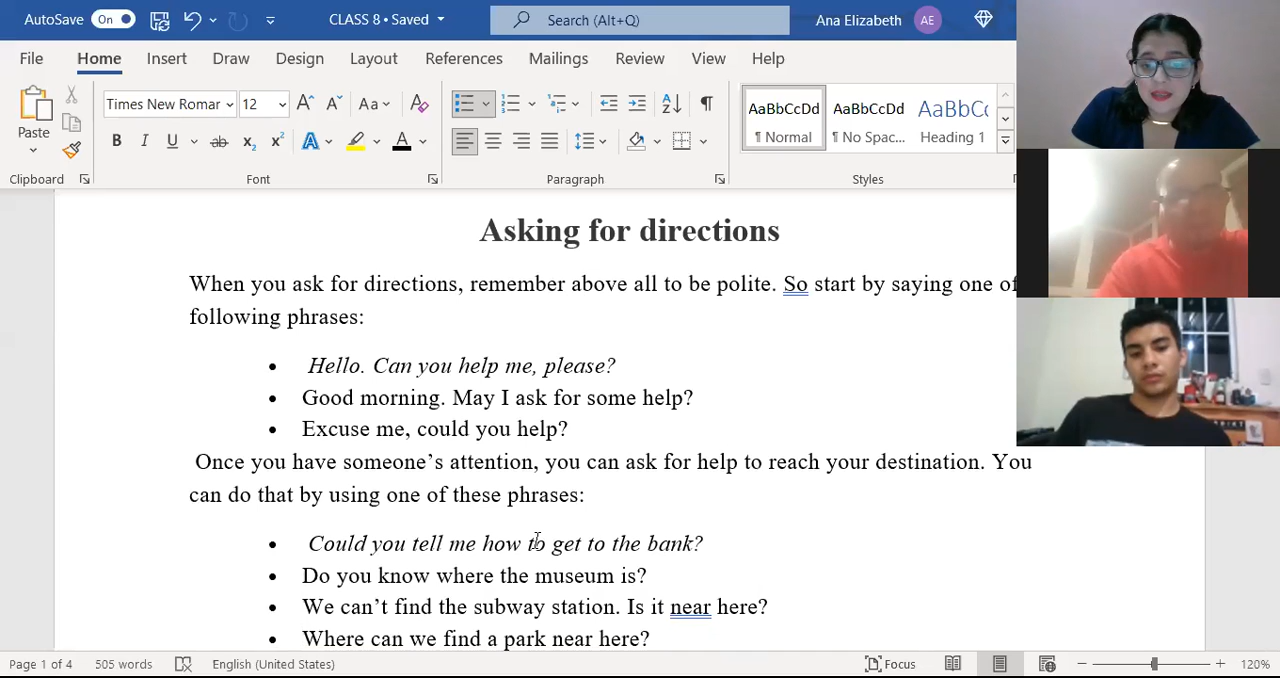 AutoSave On CLASS 8 • Saved Search (Alt+Q) Ana Elizabeth AE
File Home Insert Draw Design Layout References Mailings Review View Help
Paste Times New Romar 12 A A Aa A AaBbCcDd AaBbCcDd AaBbCc
B I U ab x₂ x² A A ¶ Normal ¶ No Spac... Heading 1
Clipboard Font Paragraph Styles
Asking for directions
When you ask for directions, remember above all to be polite. So start by saying one of
following phrases:
• Hello. Can you help me, please?
• Good morning. May I ask for some help?
• Excuse me, could you help?
Once you have someone’s attention, you can ask for help to reach your destination. You
can do that by using one of these phrases:
• Could you tell me how to get to the bank?
• Do you know where the museum is?
• We can’t find the subway station. Is it near here?
• Where can we find a park near here?
Page 1 of 4 505 words English (United States) Focus 120%